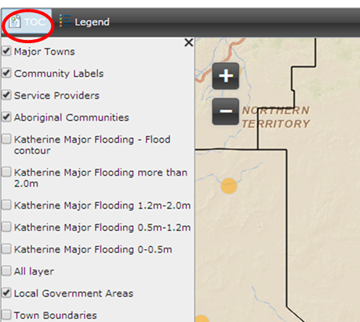 TOC
Legend
Major Towns
Community Labels
Service Providers
Aboriginal Communities
Katherine Major Flooding - Flood
contour
Katherine Major Flooding more than
2.0m
Katherine Major Flooding 1.2m-2.0m
Katherine Major Flooding 0.5m-1.2m
Katherine Major Flooding 0-0.5m
All layer
Local Government Areas
Town Boundaries
NORTHERN
TERRITORY